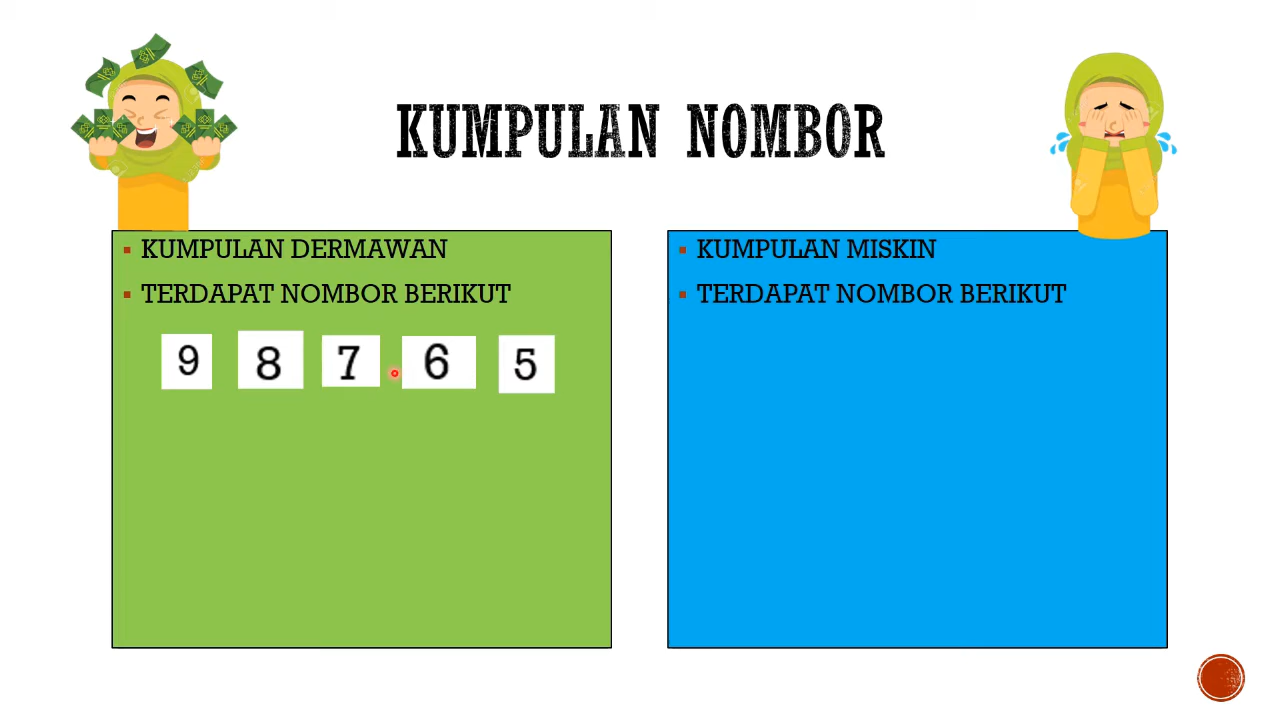 KUMPULAN NOMBOR
KUMPULAN DERMAWAN
TERDAPAT NOMBOR BERIKUT
9 8 7 6 5
KUMPULAN MISKIN
TERDAPAT NOMBOR BERIKUT